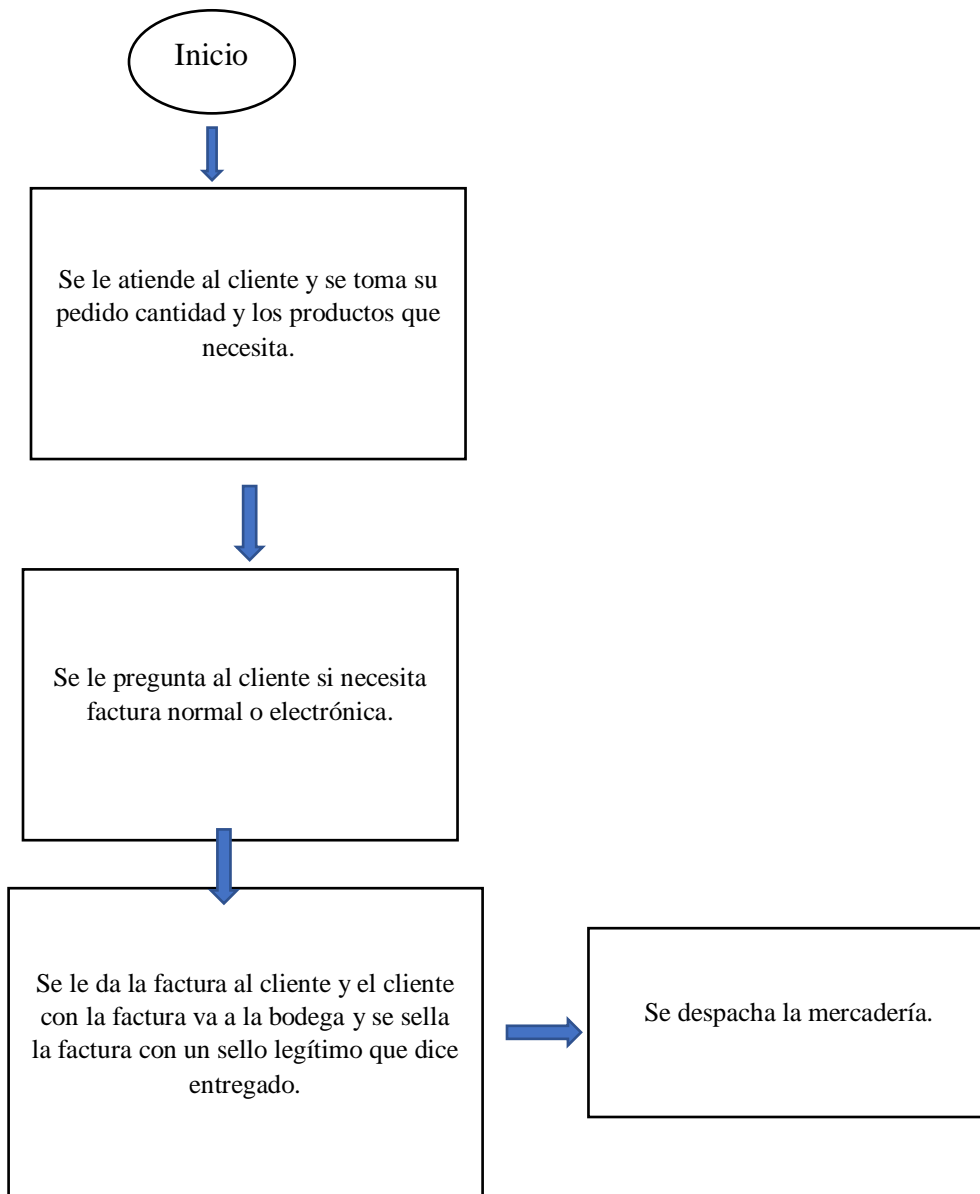 Inicio
Se le atiende al cliente y se toma su
pedido cantidad y los productos que
necesita.
Se le pregunta al cliente si necesita
factura normal o electrónica.
Se le da la factura al cliente y el cliente
con la factura va a la bodega y se sella
la factura con un sello legítimo que dice
entregado.
Se despacha la mercadería.